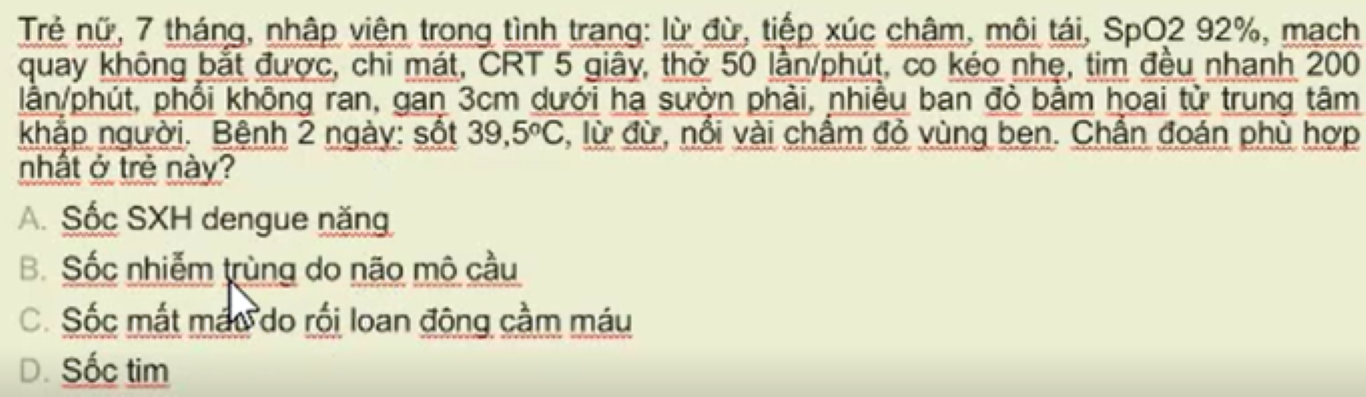 Trẻ nữ, 7 tháng, nhập viên trong tình trạng: lừ đừ, tiếp xúc chậm, môi tái, SpO2 92%, mạch
quay không bắt được, chi mát, CRT 5 giây, thở 50 lần/phút, co kéo nhẹ, tim đều nhanh 200
lần/phút, phổi không ran, gan 3cm dưới hạ sườn phải, nhiều ban đỏ bầm hoại tử trung tâm
khắp người. Bệnh 2 ngày: sốt 39,5ºC, lừ đừ, nổi vài chấm đỏ vùng bẹn. Chẩn đoán phù hợp
nhất ở trẻ này?
A. Sốc SXH dengue nặng
B. Sốc nhiễm trùng do não mô cầu
C. Sốc mất máu do rối loạn đông cầm máu
D. Sốc tim